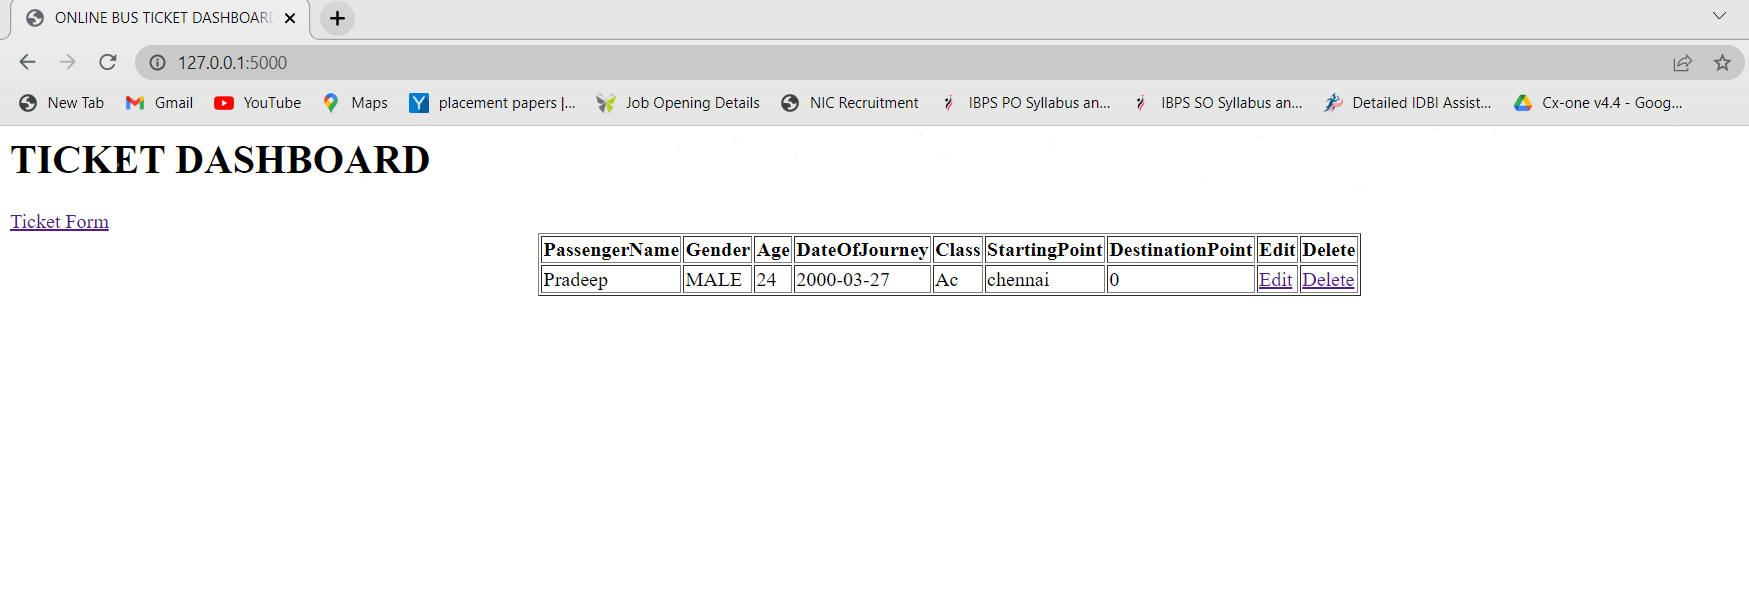 ONLINE BUS TICKET DASHBOARD
127.0.0.1:5000
New Tab Gmail YouTube Maps placement papers |... Job Opening Details NIC Recruitment IBPS PO Syllabus an... IBPS SO Syllabus an... Detailed IDBI Assist... Cx-one v4.4 - Goog...
TICKET DASHBOARD
Ticket Form
PassengerName Gender Age DateOfJourney Class StartingPoint DestinationPoint Edit Delete
Pradeep MALE 24 2000-03-27 Ac chennai 0 Edit Delete